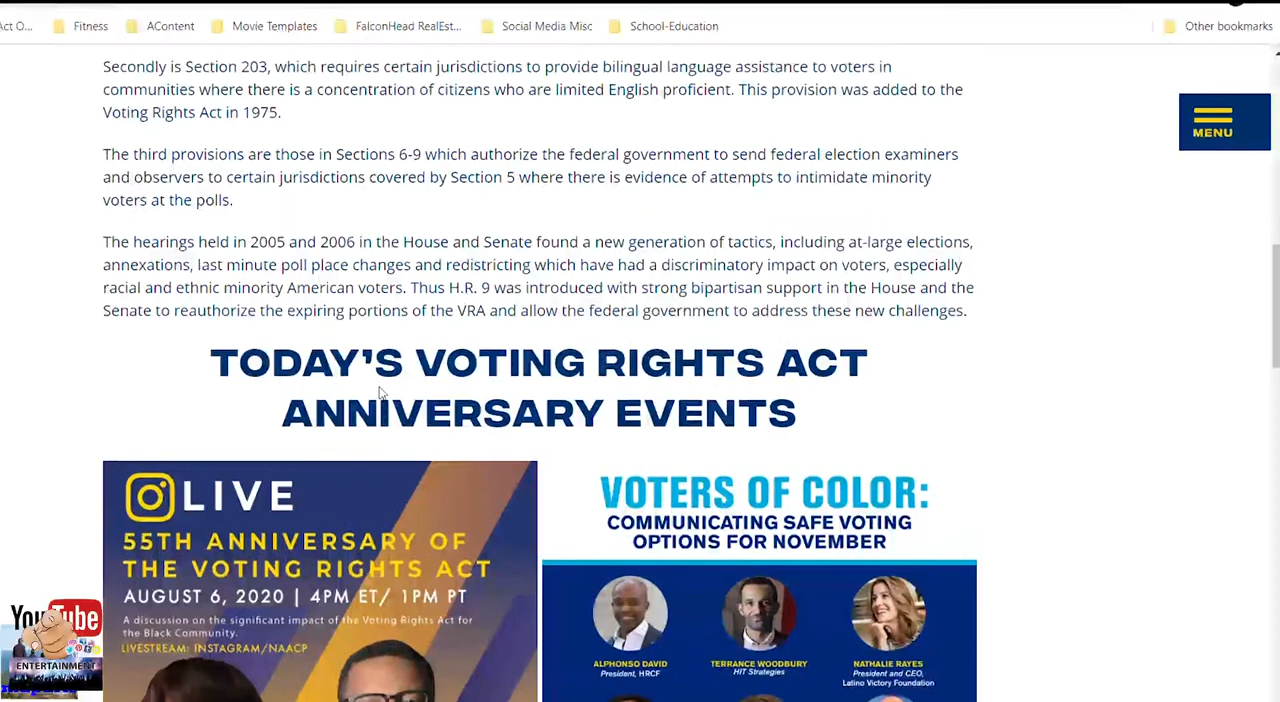 Act O...
Fitness
AContent
Movie Templates
FalconHead RealEst...
Social Media Misc
School-Education
Other bookmarks
Secondly is Section 203, which requires certain jurisdictions to provide bilingual language assistance to voters in
communities where there is a concentration of citizens who are limited English proficient. This provision was added to the
Voting Rights Act in 1975.
MENU
The third provisions are those in Sections 6-9 which authorize the federal government to send federal election examiners
and observers to certain jurisdictions covered by Section 5 where there is evidence of attempts to intimidate minority
voters at the polls.
The hearings held in 2005 and 2006 in the House and Senate found a new generation of tactics, including at-large elections,
annexations, last minute poll place changes and redistricting which have had a discriminatory impact on voters, especially
racial and ethnic minority American voters. Thus H.R. 9 was introduced with strong bipartisan support in the House and the
Senate to reauthorize the expiring portions of the VRA and allow the federal government to address these new challenges.
TODAY'S VOTING RIGHTS ACT
ANNIVERSARY EVENTS
LIVE
55TH ANNIVERSARY OF
THE VOTING RIGHTS ACT
AUGUST 6, 2020 | 4PM ET/ 1PM PT
A discussion on the significant impact of the Voting Rights Act for
the Black Community.
LIVESTREAM: INSTAGRAM/NAACP
VOTERS OF COLOR:
COMMUNICATING SAFE VOTING
OPTIONS FOR NOVEMBER
ALPHONSO DAVID
President, HRCF
TERRANCE WOODBURY
HIT Strategies
NATHALIE RAYES
President and CEO,
Latino Victory Foundation
YouTube
ENTERTAINMENT